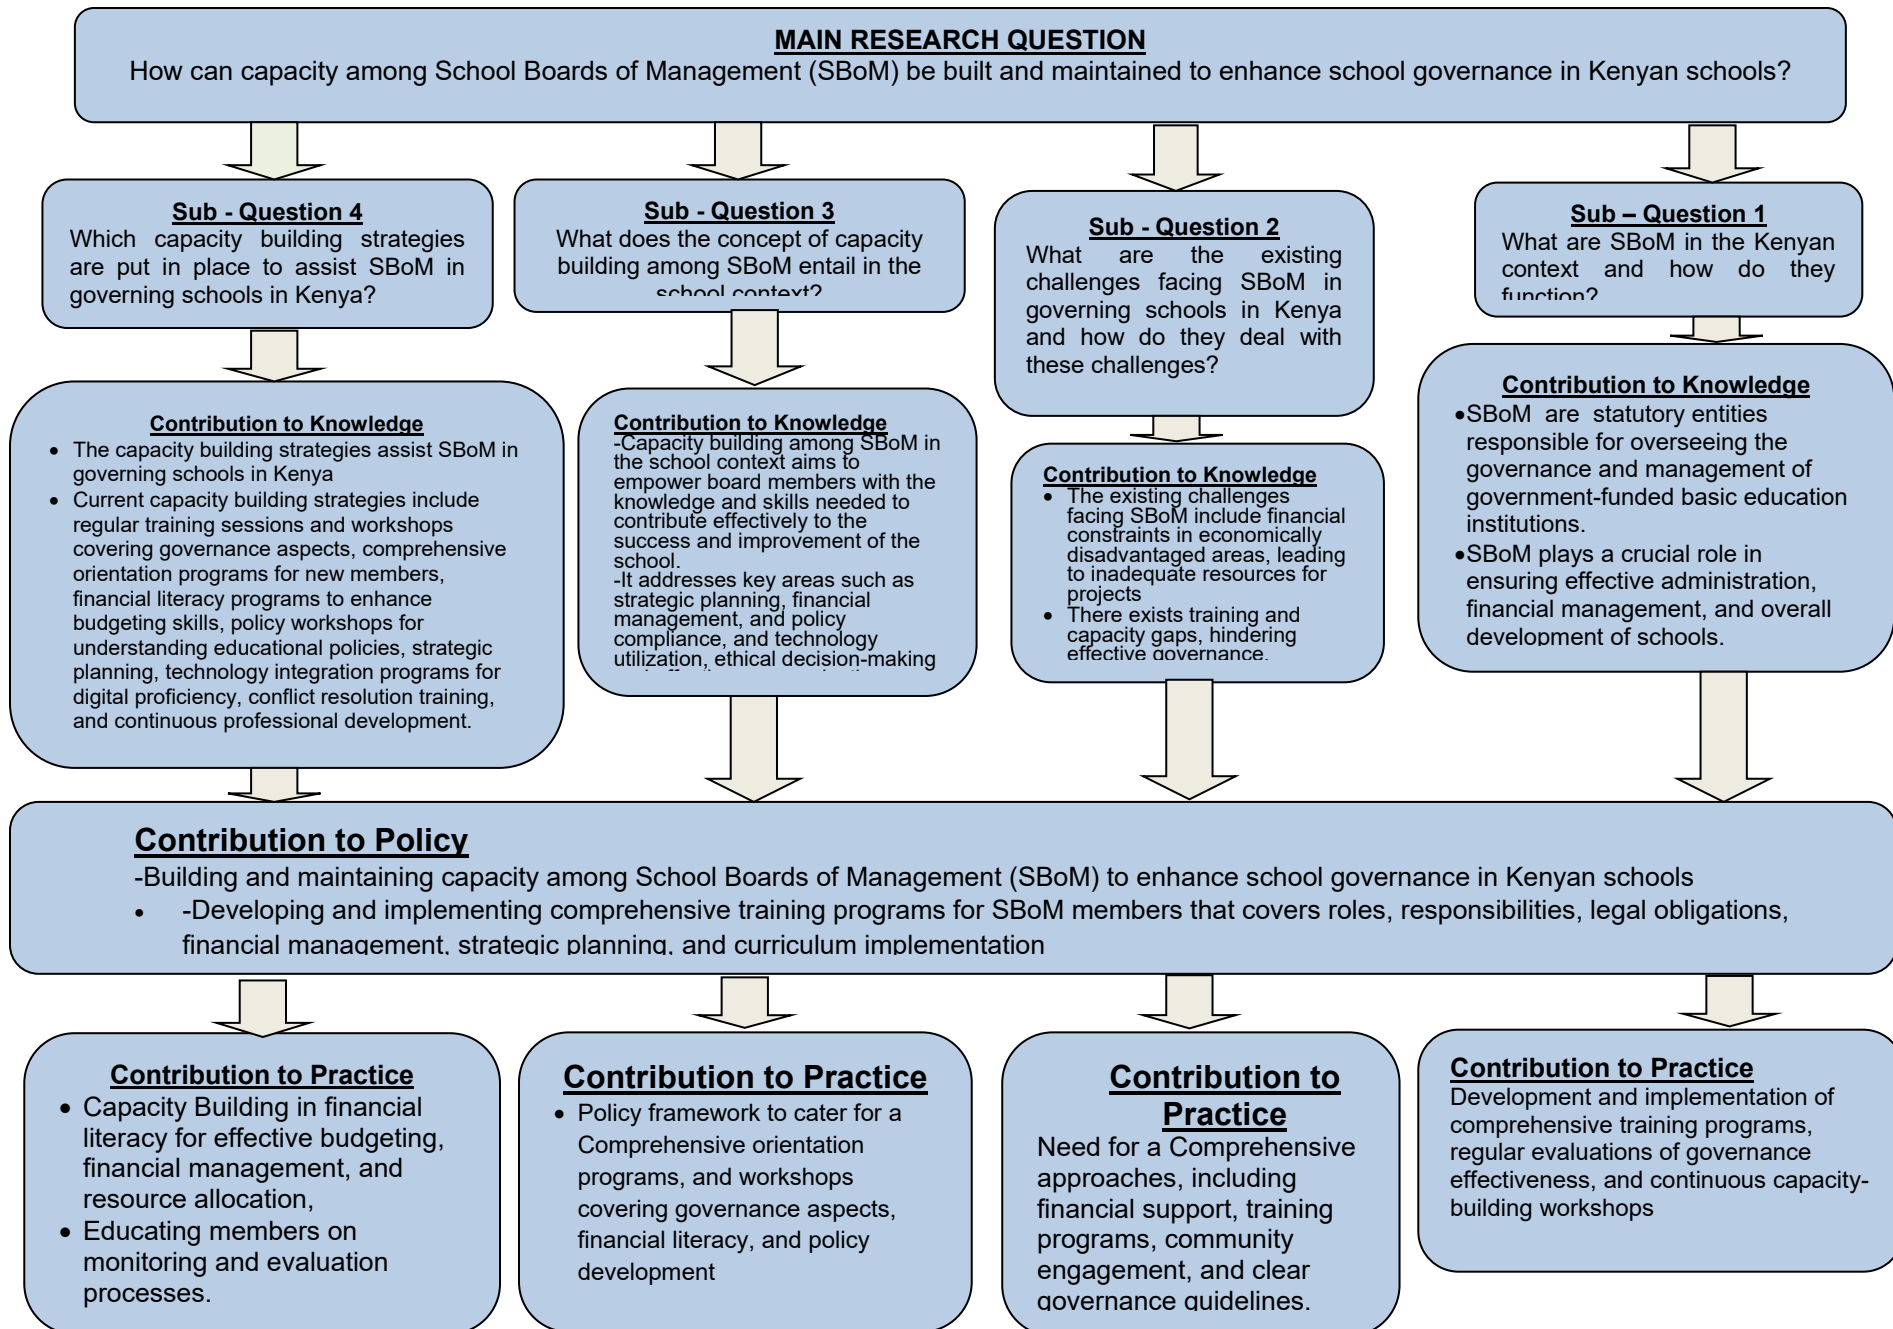 MAIN RESEARCH QUESTION
How can capacity among School Boards of Management (SBoM) be built and maintained to enhance school governance in Kenyan schools?
Sub - Question 4
Which capacity building strategies
are put in place to assist SBoM in
governing schools in Kenya?
Sub - Question 3
What does the concept of capacity
building among SBoM entail in the
school context?
Sub - Question 2
What are the existing
challenges facing SBoM in
governing schools in Kenya
and how do they deal with
these challenges?
Sub – Question 1
What are SBoM in the Kenyan
context and how do they
function?
Contribution to Knowledge
• The capacity building strategies assist SBoM in
governing schools in Kenya
• Current capacity building strategies include
regular training sessions and workshops
covering governance aspects, comprehensive
orientation programs for new members,
financial literacy programs to enhance
budgeting skills, policy workshops for
understanding educational policies, strategic
planning, technology integration programs for
digital proficiency, conflict resolution training,
and continuous professional development.
Contribution to Knowledge
-Capacity building among SBoM in
the school context aims to
empower board members with the
knowledge and skills needed to
contribute effectively to the
success and improvement of the
school.
-It addresses key areas such as
strategic planning, financial
management, and policy
compliance, and technology
utilization, ethical decision-making
Contribution to Knowledge
• The existing challenges
facing SBoM include financial
constraints in economically
disadvantaged areas, leading
to inadequate resources for
projects
• There exists training and
capacity gaps, hindering
effective governance.
Contribution to Knowledge
•SBoM are statutory entities
responsible for overseeing the
governance and management of
government-funded basic education
institutions.
•SBoM plays a crucial role in
ensuring effective administration,
financial management, and overall
development of schools.
Contribution to Policy
-Building and maintaining capacity among School Boards of Management (SBoM) to enhance school governance in Kenyan schools
• -Developing and implementing comprehensive training programs for SBoM members that covers roles, responsibilities, legal obligations,
financial management, strategic planning, and curriculum implementation
Contribution to Practice
• Capacity Building in financial
literacy for effective budgeting,
financial management, and
resource allocation,
• Educating members on
monitoring and evaluation
processes.
Contribution to Practice
• Policy framework to cater for a
Comprehensive orientation
programs, and workshops
covering governance aspects,
financial literacy, and policy
development
Contribution to
Practice
Need for a Comprehensive
approaches, including
financial support, training
programs, community
engagement, and clear
governance guidelines.
Contribution to Practice
Development and implementation of
comprehensive training programs,
regular evaluations of governance
effectiveness, and continuous capacity-
building workshops